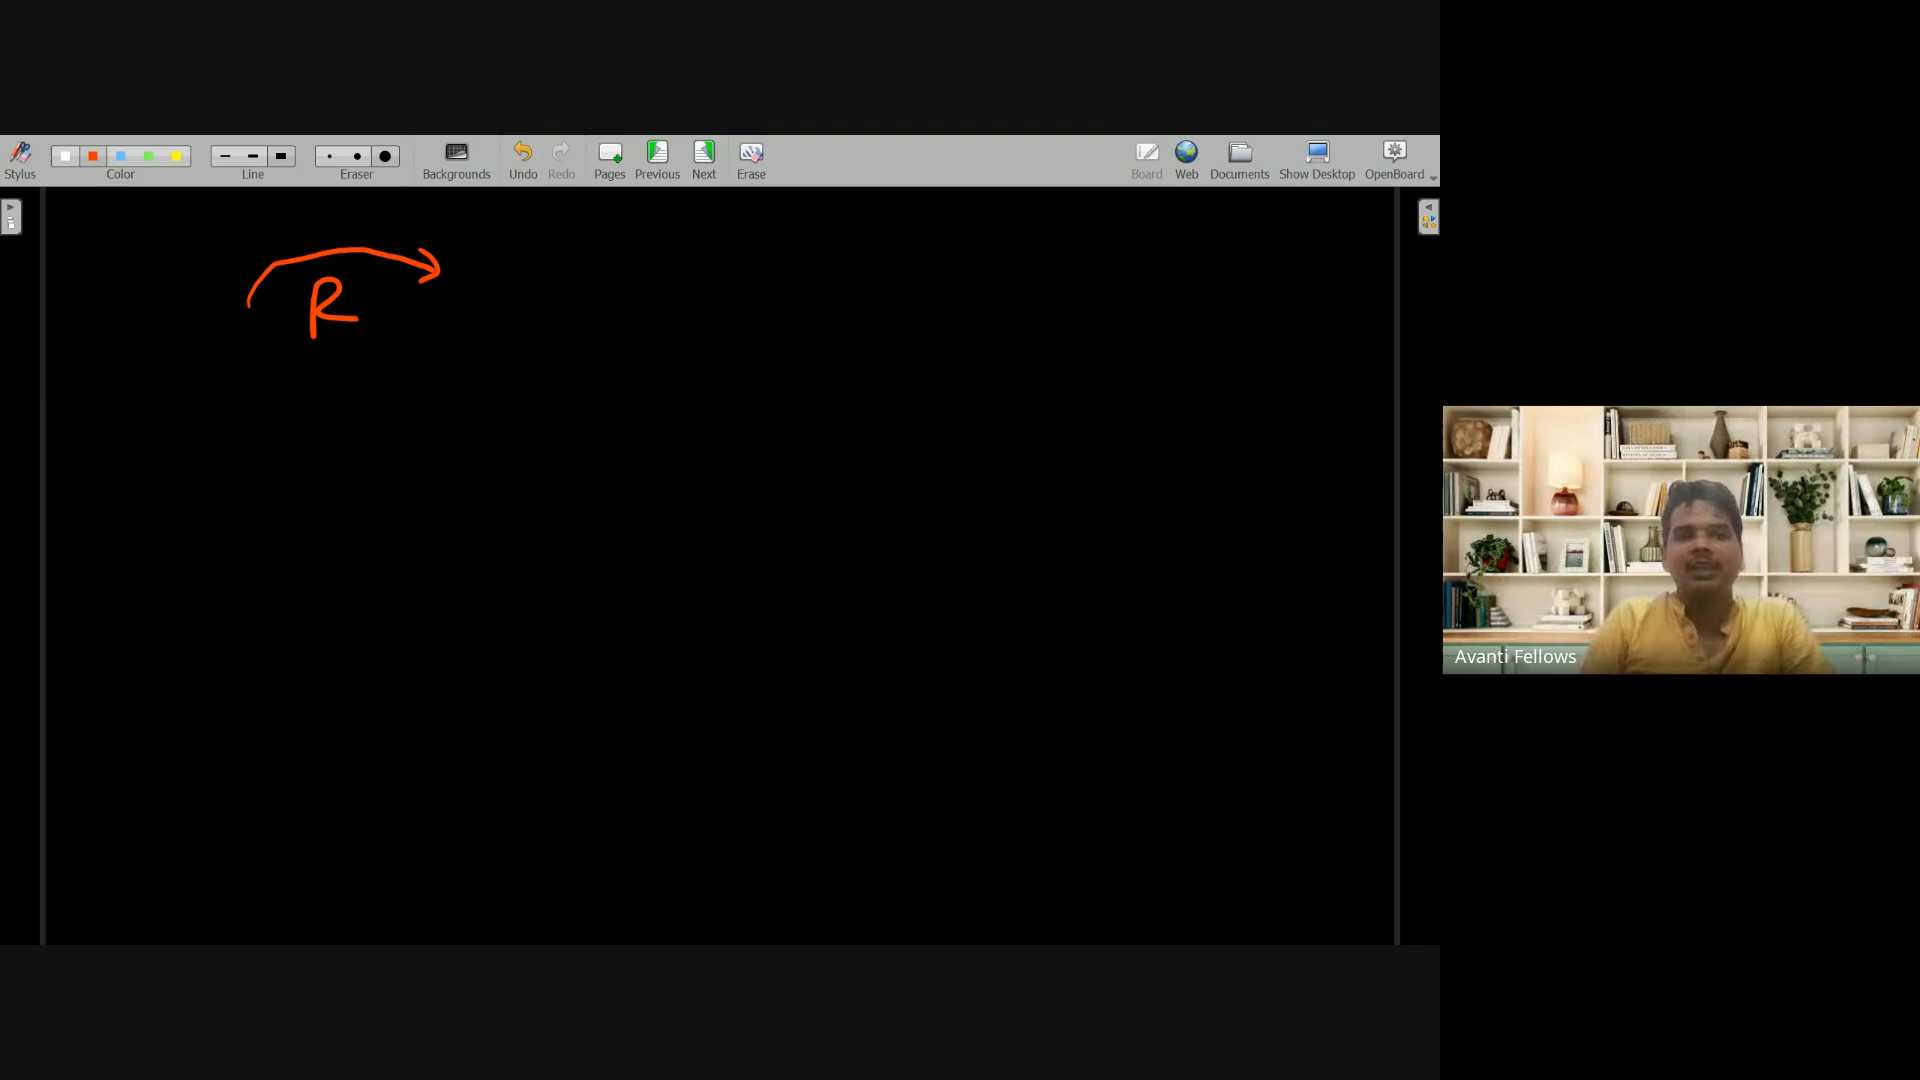 Stylus Color Line Eraser Backgrounds Undo Redo Pages Previous Next Erase Board Web Documents Show Desktop OpenBoard
R
Avanti Fellows